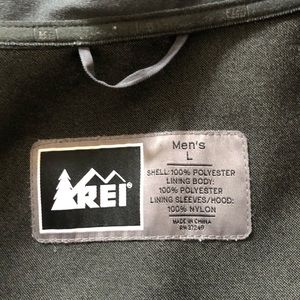 REI®
Men's
L
SHELL: 100% POLYESTER
LINING BODY:
100% POLYESTER
LINING SLEEVES/HOOD:
100% NYLON
MADE IN CHINA
RN 37249